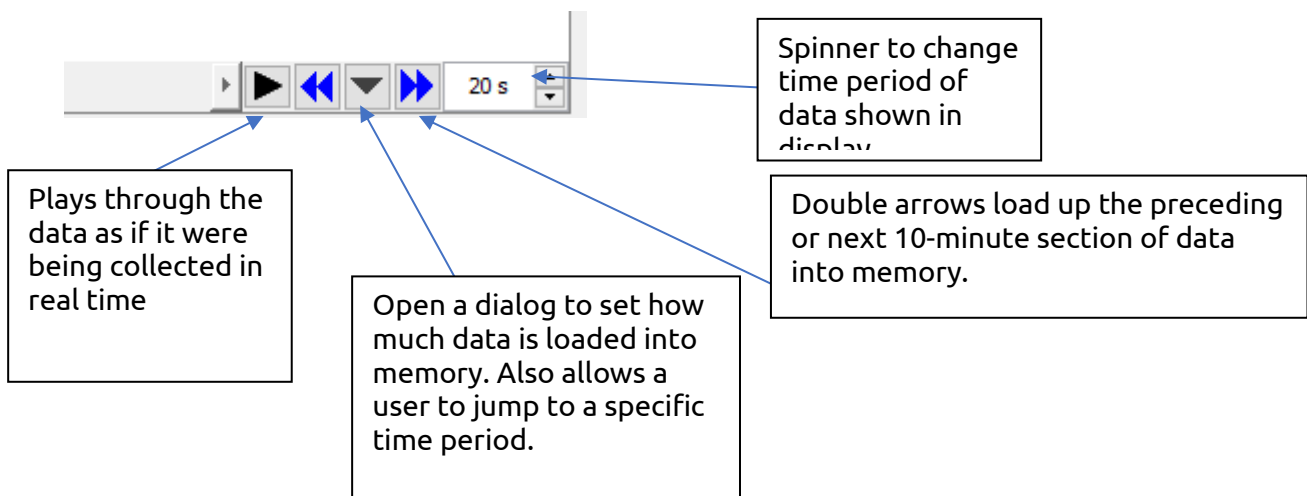 Spinner to change
time period of
data shown in
display
20 s
Plays through the
data as if it were
being collected in
real time
Double arrows load up the preceding
or next 10-minute section of data
into memory.
Open a dialog to set how
much data is loaded into
memory. Also allows a
user to jump to a specific
time period.